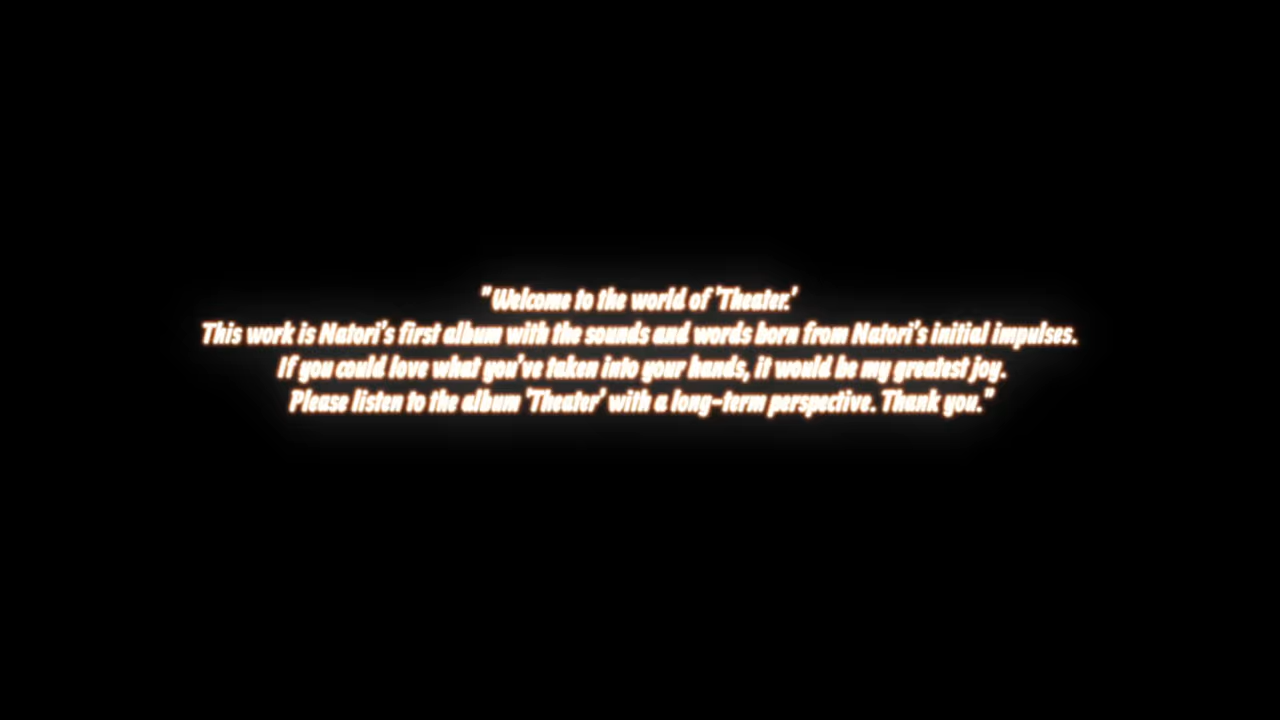 "Welcome to the world of 'Theater.'
This work is Natori's first album with the sounds and words born from Natori's initial impulses.
If you could love what you've taken into your hands, it would be my greatest joy.
Please listen to the album 'Theater' with a long-term perspective. Thank you."